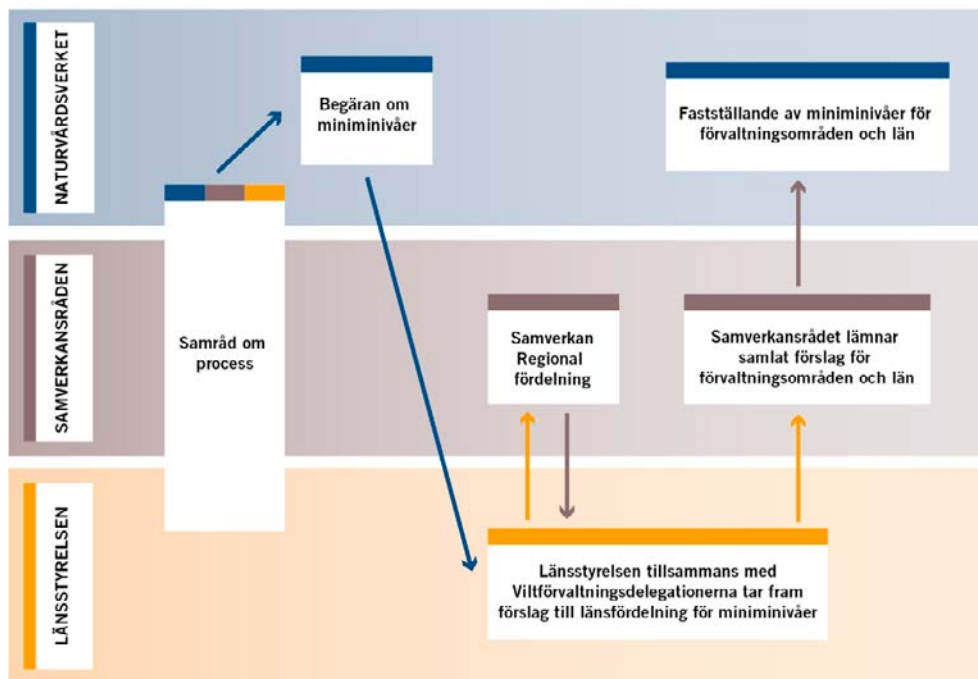 NATURVÅRDSVERKET
Begäran om
miniminivåer
Fastställande av miniminivåer för
förvaltningsområden och län
SAMVERKANSRÅDEN
Samråd om
process
Samverkan
Regional
fördelning
Samverkansrådet lämnar
samlat förslag för
förvaltningsområden och län
LÄNSSTYRELSEN
Länsstyrelsen tillsammans med
Viltförvaltningsdelegationerna tar fram
förslag till länsfördelning för miniminivåer